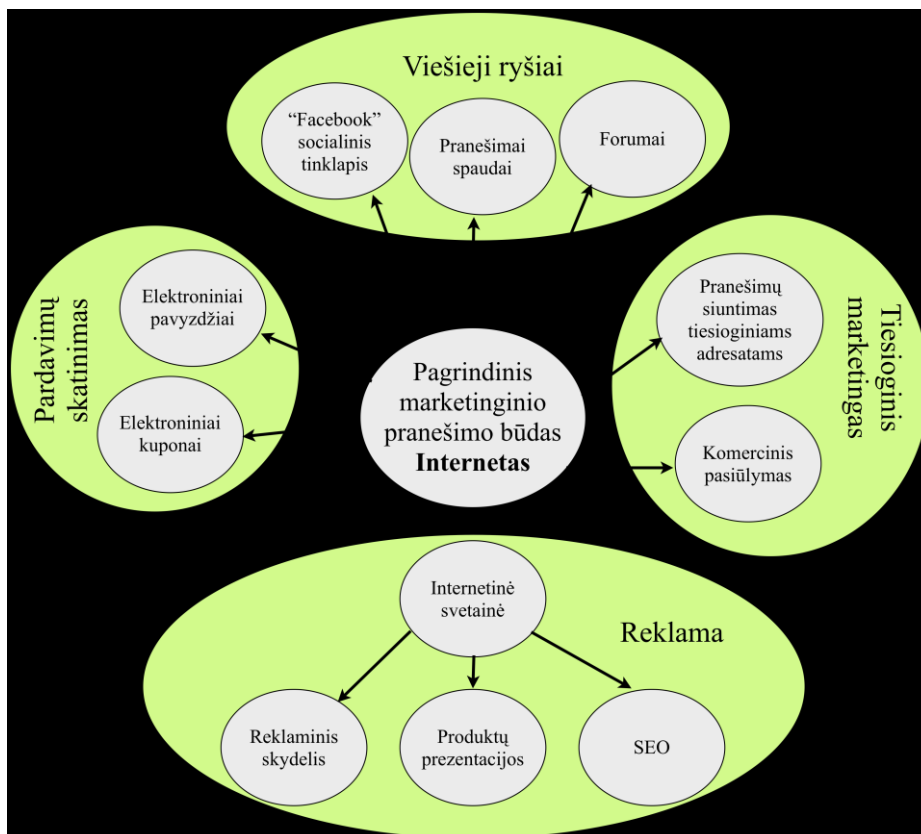 Viešieji ryšiai
“Facebook”
socialinis
tinklapis
Pranešimai
spaudai
Forumai
Pardavimų
skatinimas
Elektroniniai
pavyzdžiai
Elektroniniai
kuponai
Pagrindinis
marketinginio
pranešimo būdas
Internetas
Pranešimų
siuntimas
tiesioginiams
adresatams
Komercinis
pasiūlymas
Tiesioginis
marketingas
Internetinė
svetainė
Reklama
Reklaminis
skydelis
Produktų
prezentacijos
SEO